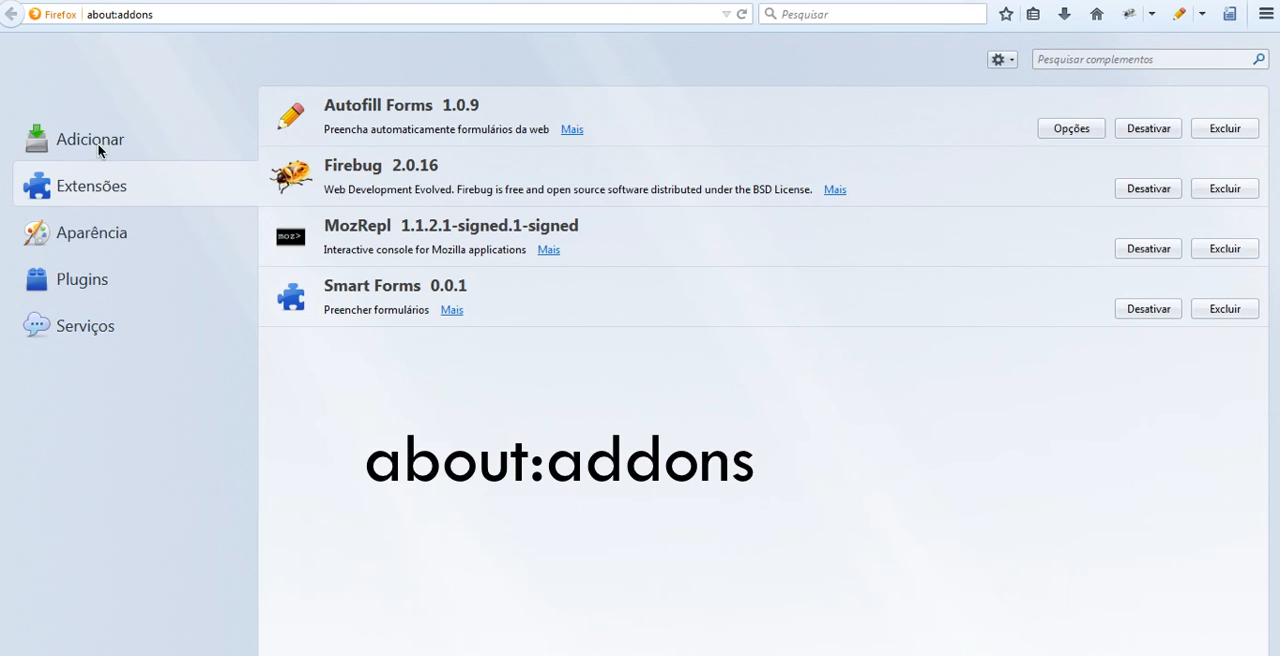 Firefox about:addons
Pesquisar
Pesquisar complementos
Adicionar
Extensões
Aparência
Plugins
Serviços
Autofill Forms 1.0.9
Preencha automaticamente formulários da web Mais
Opções Desativar Excluir
Firebug 2.0.16
Web Development Evolved. Firebug is free and open source software distributed under the BSD License. Mais
Desativar Excluir
moz>
MozRepl 1.1.2.1-signed.1-signed
Interactive console for Mozilla applications Mais
Desativar Excluir
Smart Forms 0.0.1
Preencher formulários Mais
Desativar Excluir
about:addons